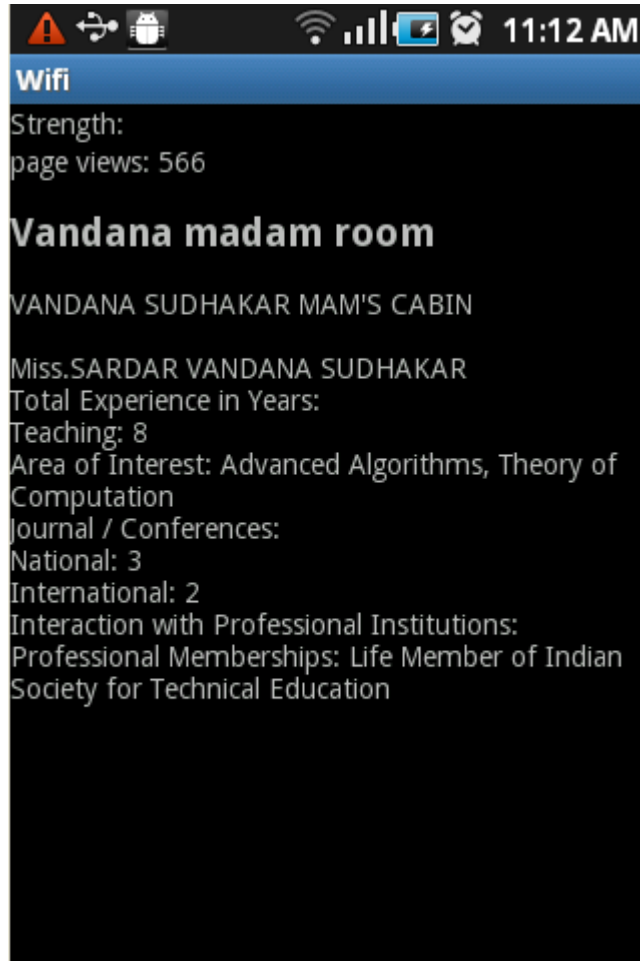 11:12 AM
Wifi
Strength:
page views: 566
Vandana madam room
VANDANA SUDHAKAR MAM'S CABIN
Miss.SARDAR VANDANA SUDHAKAR
Total Experience in Years:
Teaching: 8
Area of Interest: Advanced Algorithms, Theory of
Computation
Journal / Conferences:
National: 3
International: 2
Interaction with Professional Institutions:
Professional Memberships: Life Member of Indian
Society for Technical Education